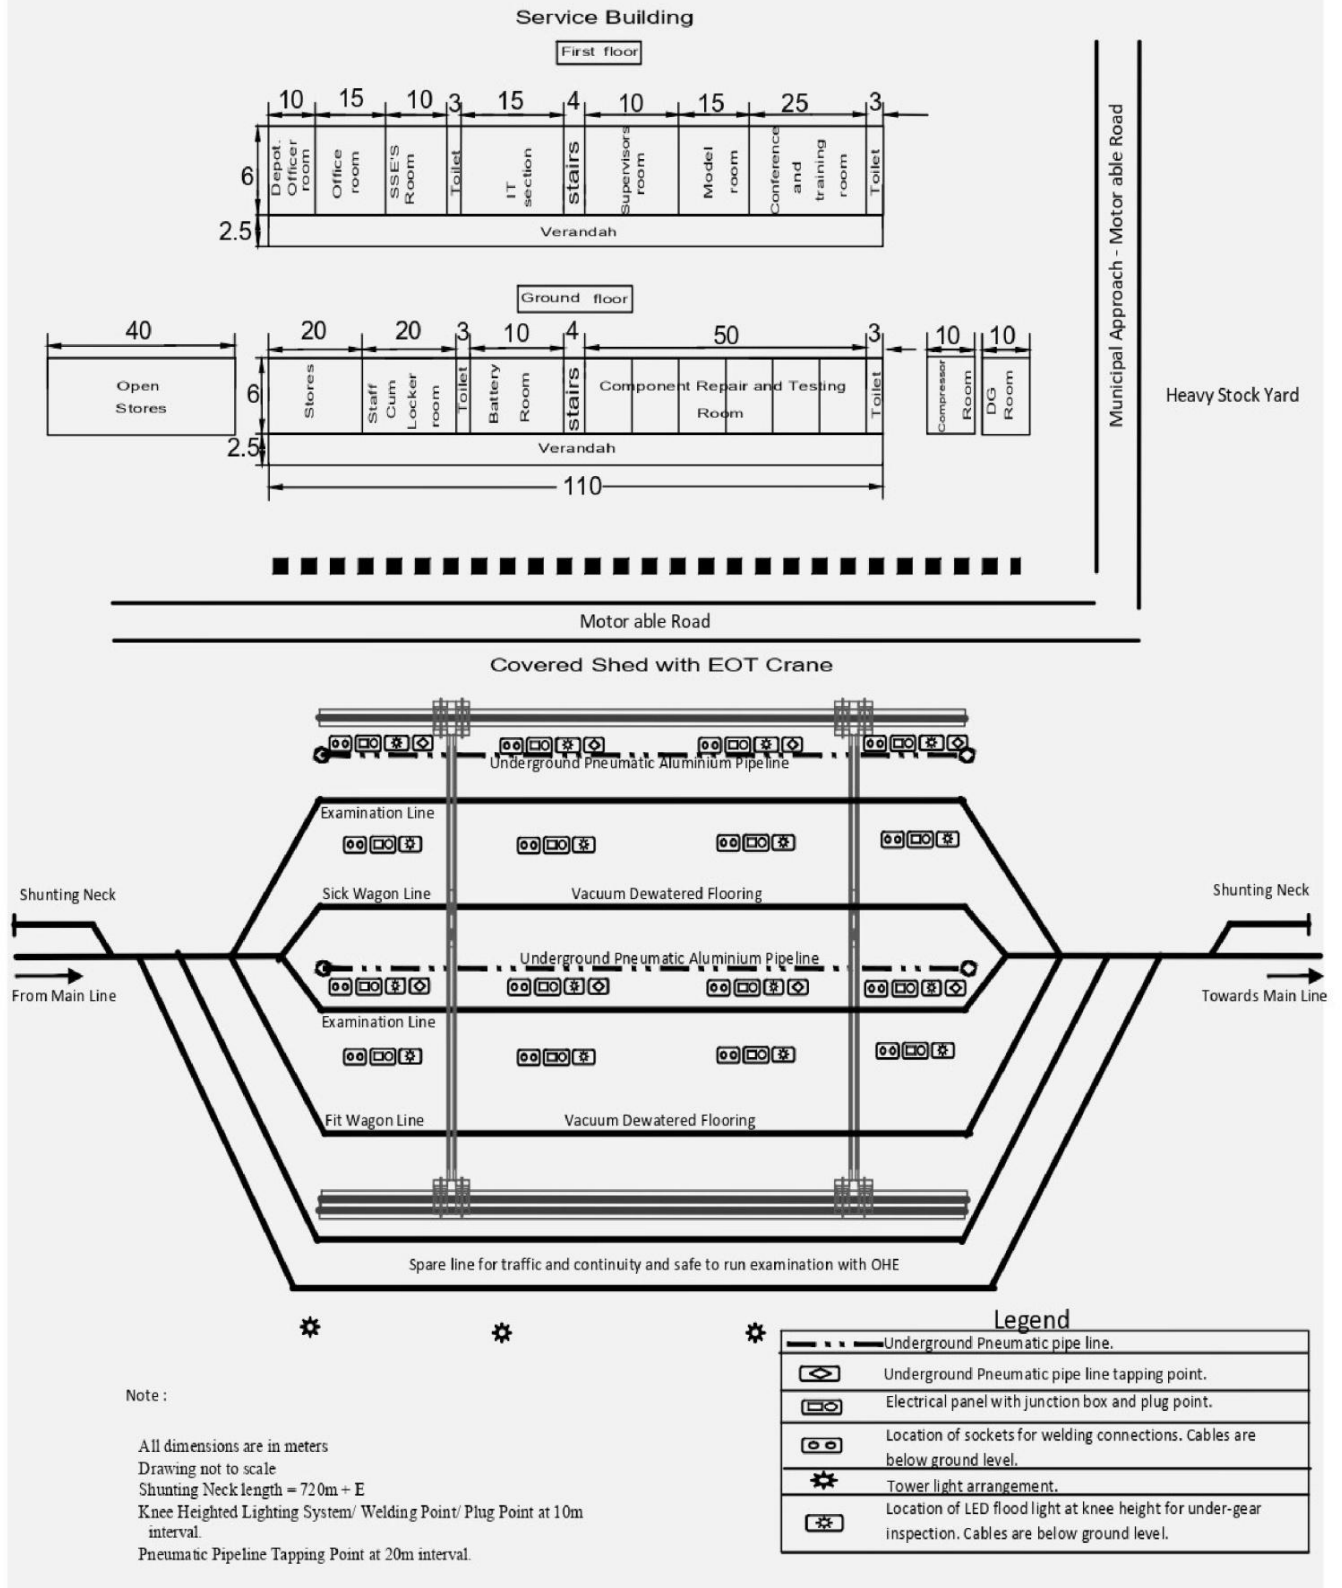 Service Building
First floor
10 15 10 3 15 4 10 15 25 3
6
Depot.
Officer
room
Office
room
SSE'S
Room
Toilet
IT
section
stairs
Supervisors
room
Model
room
Conference
and
training
room
Toilet
2.5
Verandah
Ground floor
40
20 20 3 10 4 50 3 10 10
Open
Stores
6
Stores
Staff
Cum
Locker
room
Toilet
Battery
Room
stairs
Component Repair and Testing
Room
Toilet
Compressor
Room
DG
Room
2.5
Verandah
110
Municipal Approach - Motor able Road
Heavy Stock Yard
Motor able Road
Covered Shed with EOT Crane
Underground Pneumatic Aluminium Pipeline
Examination Line
Sick Wagon Line
Vacuum Dewatered Flooring
Shunting Neck
Shunting Neck
Underground Pneumatic Aluminium Pipeline
From Main Line
Towards Main Line
Examination Line
Fit Wagon Line
Vacuum Dewatered Flooring
Spare line for traffic and continuity and safe to run examination with OHE
Legend
Underground Pneumatic pipe line.
Underground Pneumatic pipe line tapping point.
Electrical panel with junction box and plug point.
Location of sockets for welding connections. Cables are
below ground level.
Tower light arrangement.
Location of LED flood light at knee height for under-gear
inspection. Cables are below ground level.
Note :
All dimensions are in meters
Drawing not to scale
Shunting Neck length = 720m + E
Knee Heighted Lighting System/ Welding Point/ Plug Point at 10m
interval.
Pneumatic Pipeline Tapping Point at 20m interval.